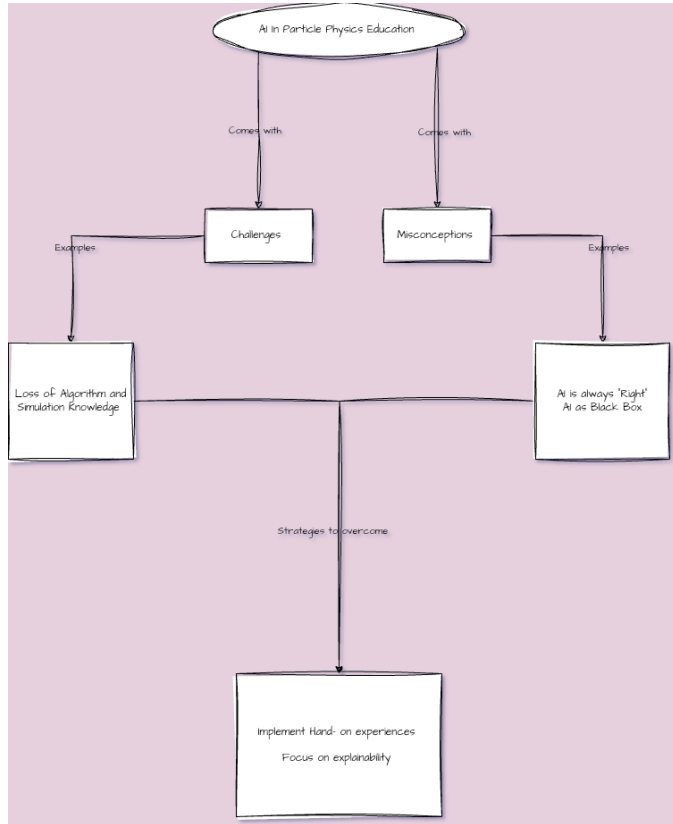 AI In Particle Physics Education
Comes with
Comes with
Challenges
Misconceptions
Examples
Examples
Loss of Algorithm and
Simulation Knowledge
AI is always "Right"
AI as Black Box
Strategies to overcome
Implement Hand- on experiences
Focus on explainability